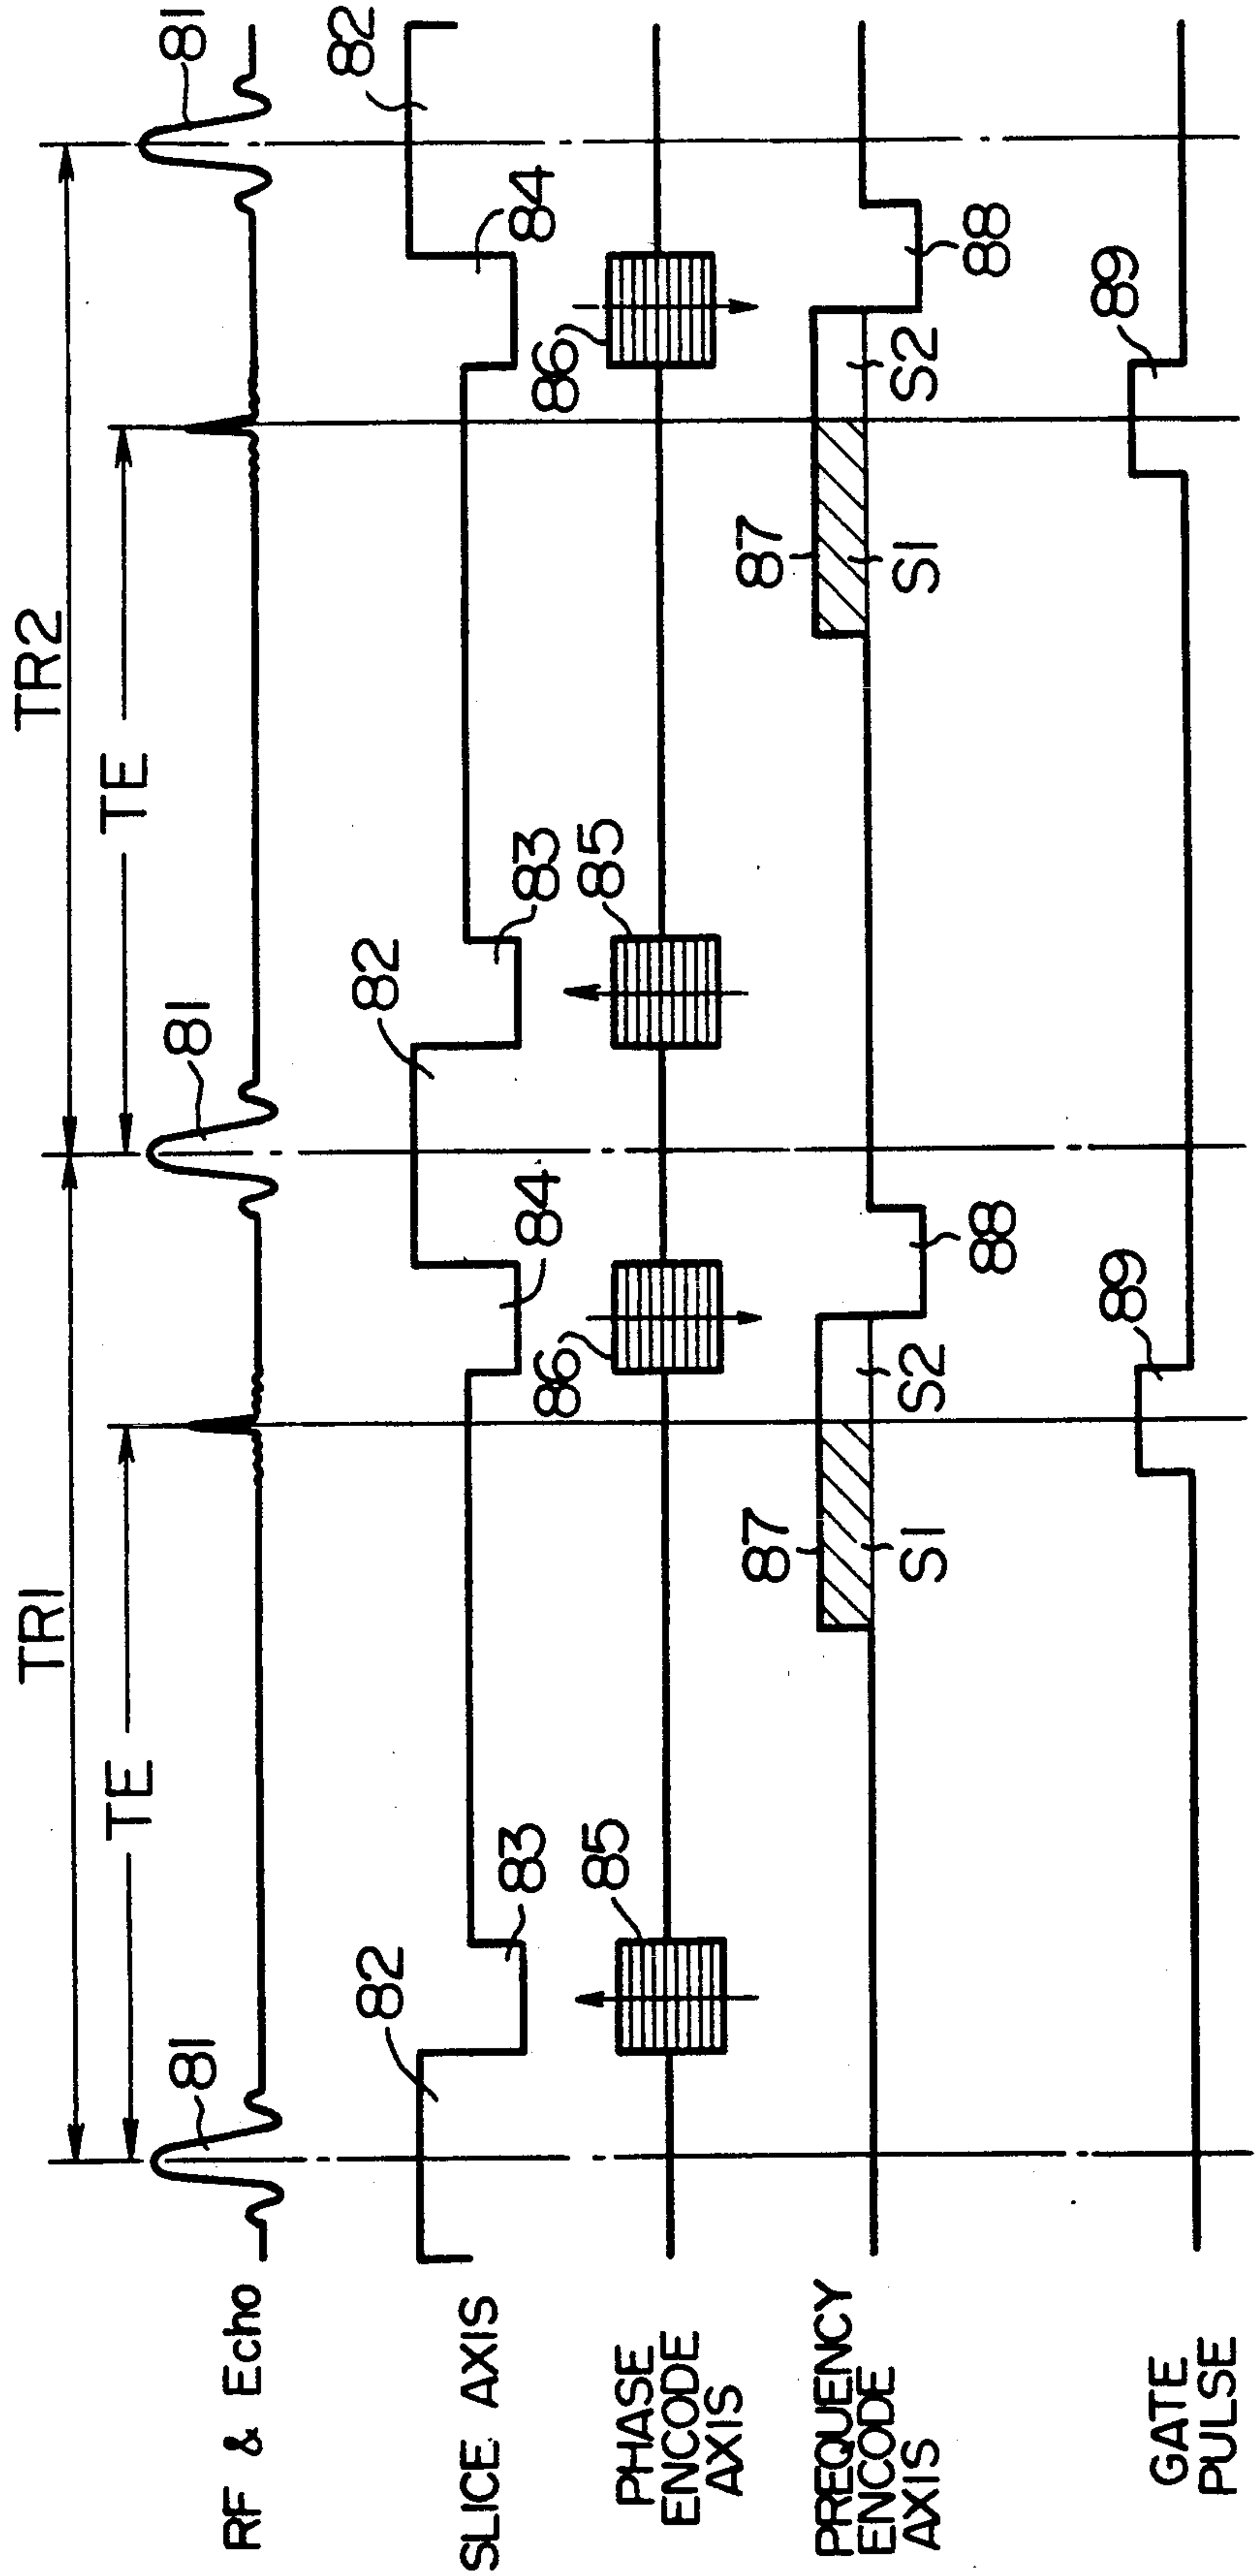 TR1
TR2
TE
TE
RF & Echo
81
81
81
SLICE AXIS
82
83
84
82
83
84
82
PHASE
ENCODE
AXIS
85
86
85
86
PREQUENCY
ENCODE
AXIS
87
S1
S2
88
87
S1
S2
88
GATE
PULSE
89
89